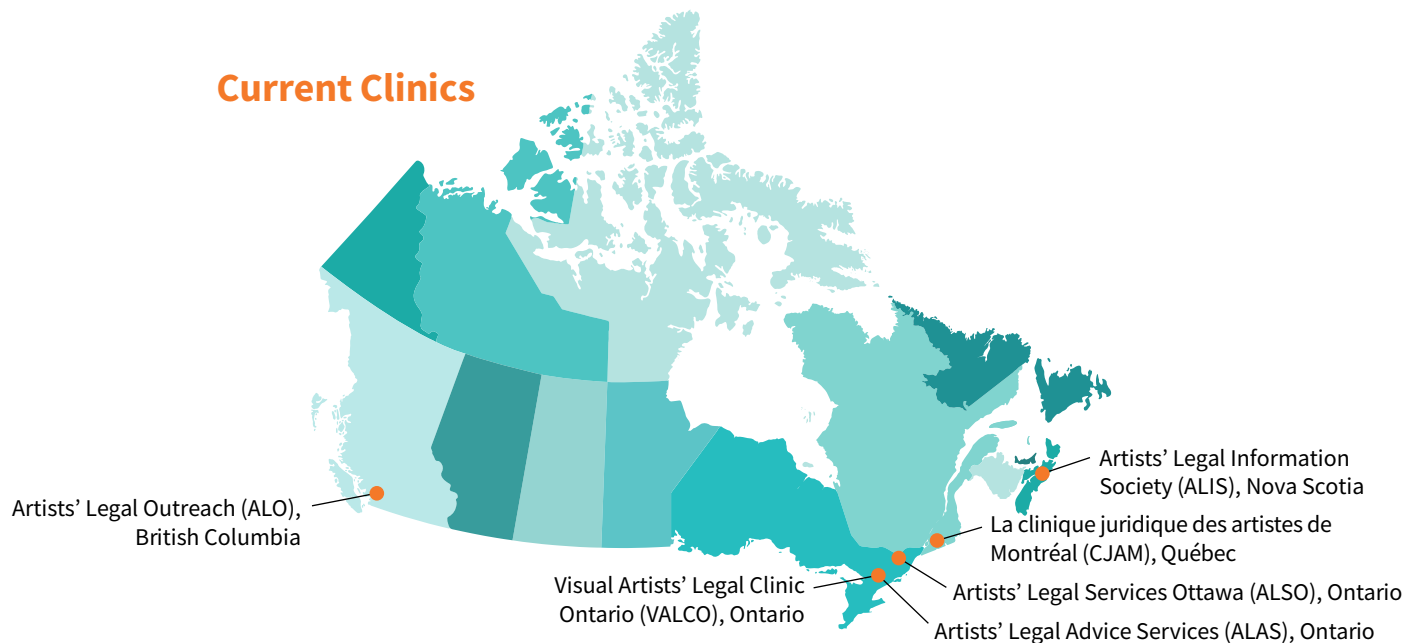 Current Clinics
Artists’ Legal Outreach (ALO),
British Columbia
Artists’ Legal Information
Society (ALIS), Nova Scotia
La clinique juridique des artistes de
Montréal (CJAM), Québec
Visual Artists’ Legal Clinic
Ontario (VALCO), Ontario
Artists’ Legal Services Ottawa (ALSO), Ontario
Artists’ Legal Advice Services (ALAS), Ontario